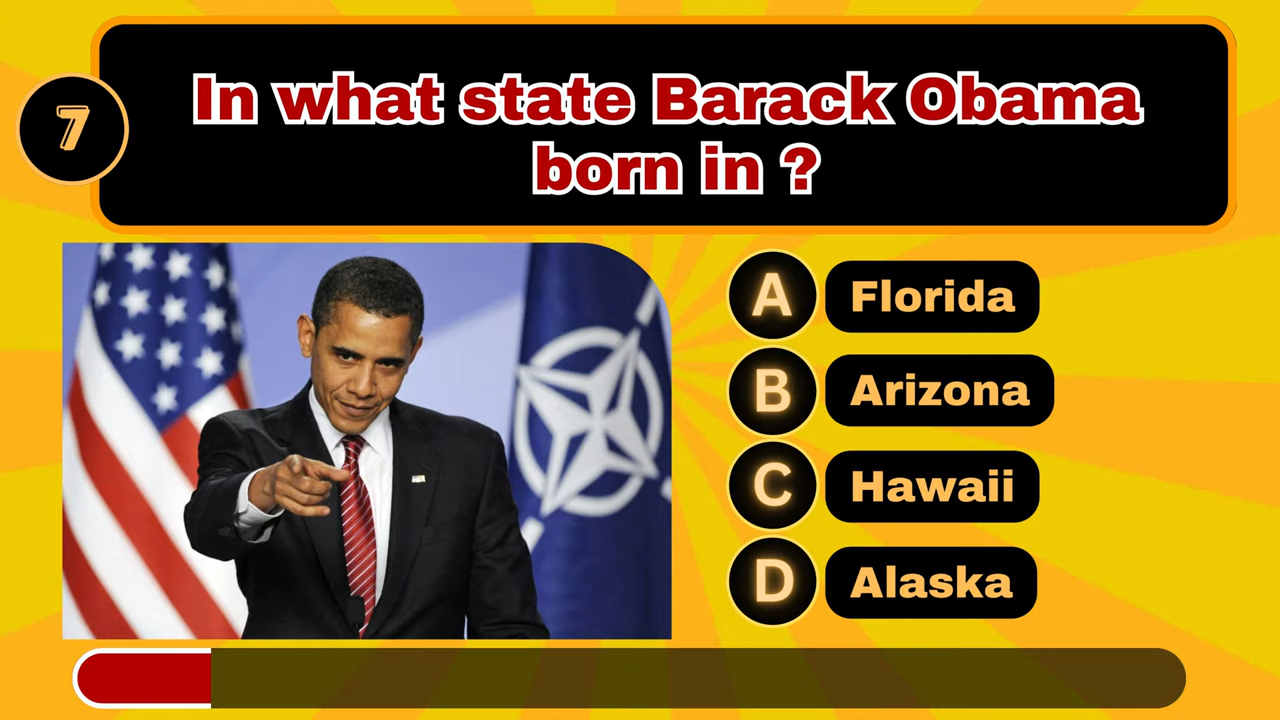 7
In what state Barack Obama
born in ?
A Florida
B Arizona
C Hawaii
D Alaska